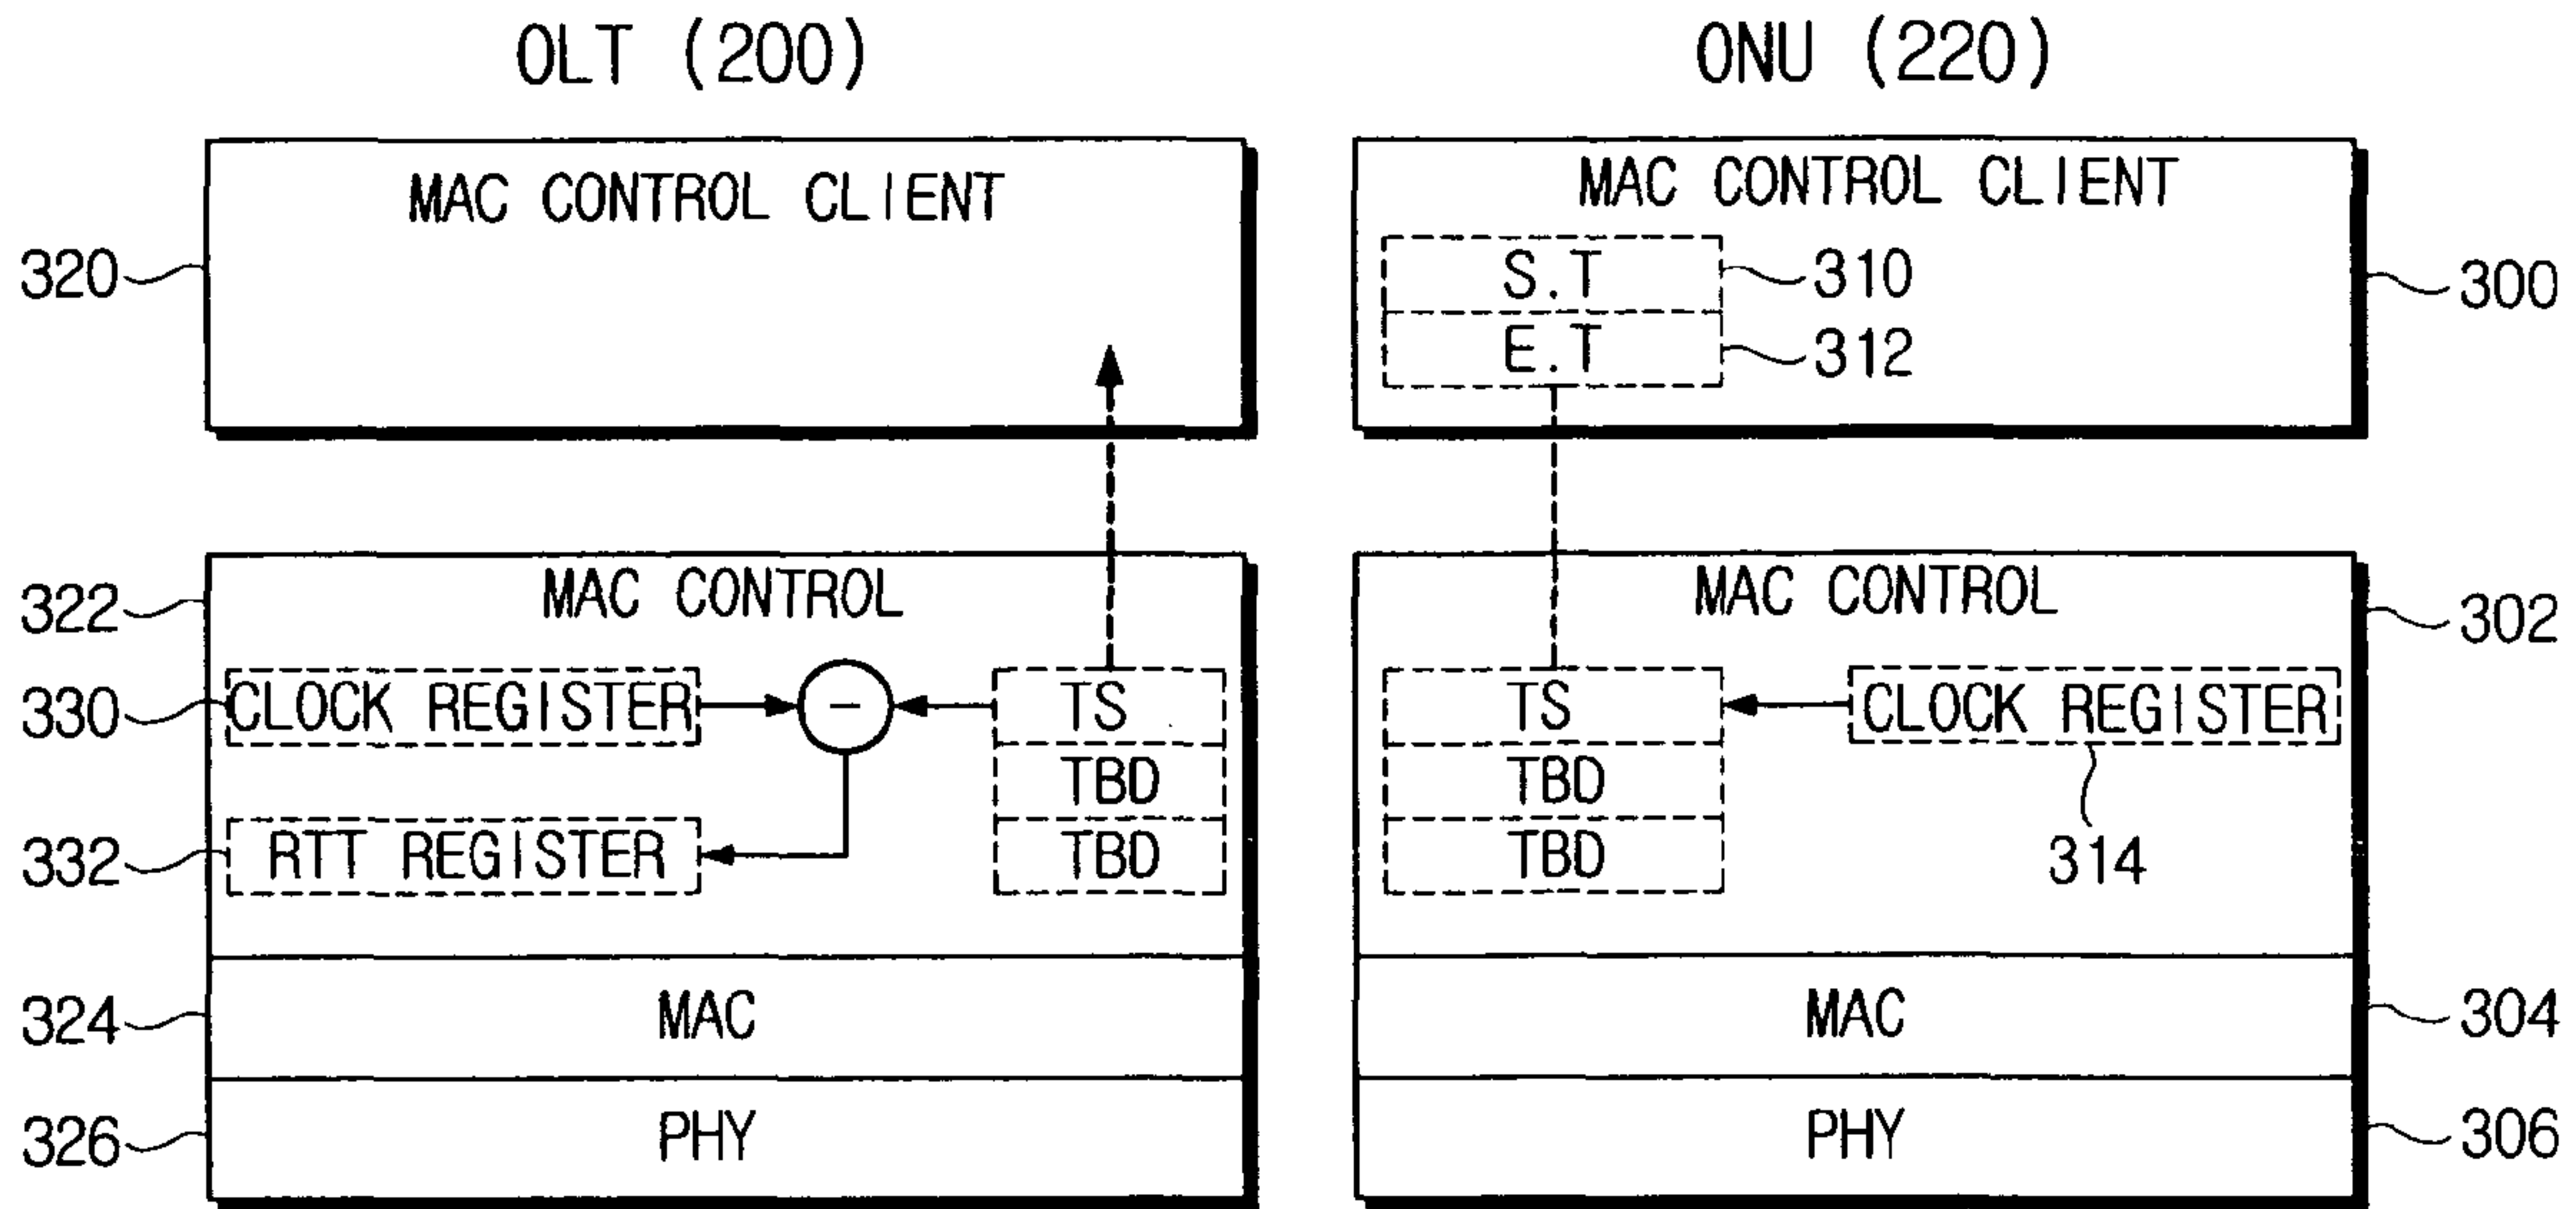 OLT (200)
MAC CONTROL CLIENT
320
322
MAC CONTROL
330
CLOCK REGISTER
−
TS
TBD
332
RTT REGISTER
TBD
324
MAC
326
PHY
ONU (220)
MAC CONTROL CLIENT
S.T
310
E.T
312
300
MAC CONTROL
302
TS
CLOCK REGISTER
TBD
TBD
314
MAC
304
PHY
306